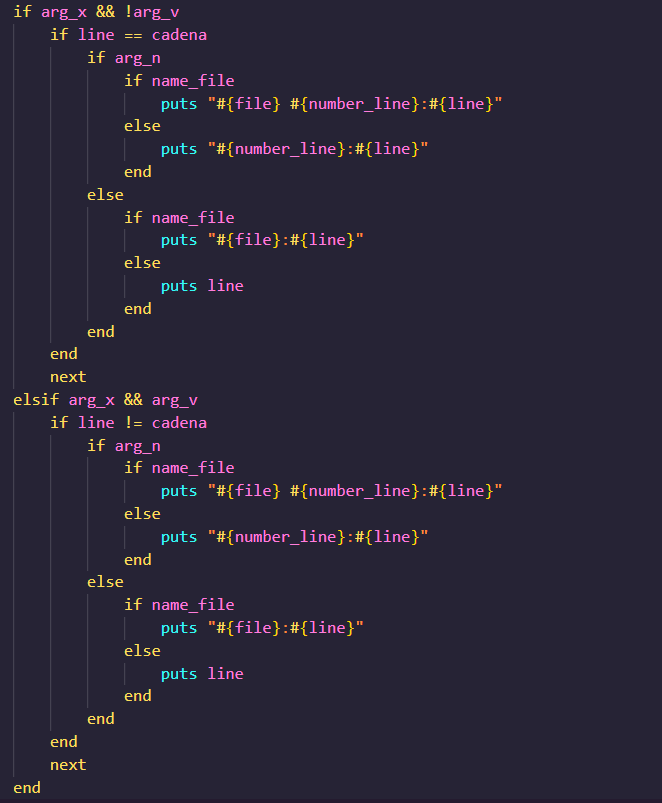 if arg_x && !arg_v
    if line == cadena
        if arg_n
            if name_file
                puts "#{file} #{number_line}:#{line}"
            else
                puts "#{number_line}:#{line}"
            end
        else
            if name_file
                puts "#{file}:#{line}"
            else
                puts line
            end
        end
    end
    next
elsif arg_x && arg_v
    if line != cadena
        if arg_n
            if name_file
                puts "#{file} #{number_line}:#{line}"
            else
                puts "#{number_line}:#{line}"
            end
        else
            if name_file
                puts "#{file}:#{line}"
            else
                puts line
            end
        end
    end
    next
end